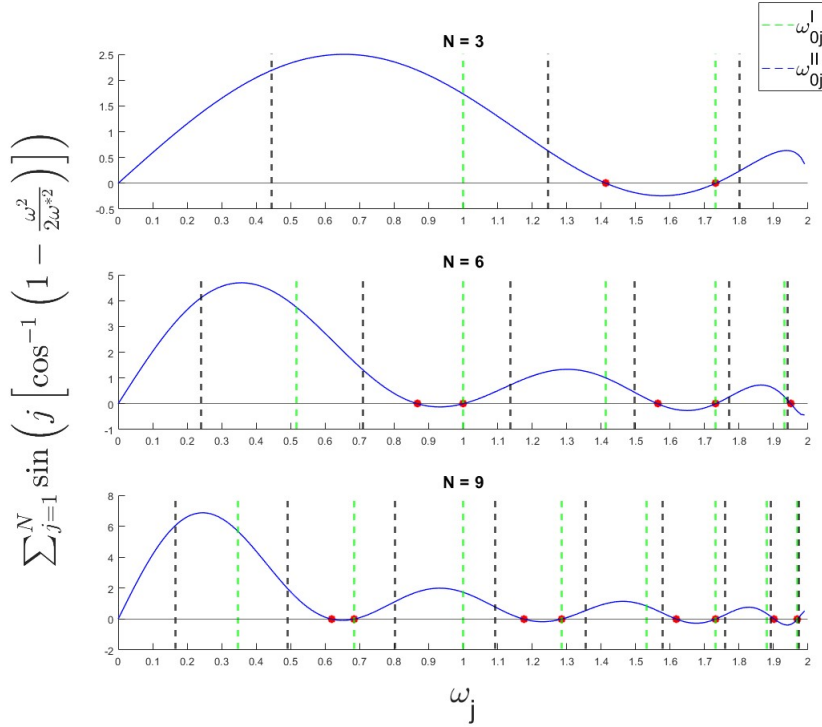 N = 3
ω^I_{0j}
ω^{II}_{0j}
2.5
2
1.5
1
0.5
0
-0.5
0 0.1 0.2 0.3 0.4 0.5 0.6 0.7 0.8 0.9 1 1.1 1.2 1.3 1.4 1.5 1.6 1.7 1.8 1.9 2
∑_{j=1}^{N} sin ( j [ cos^{-1} ( 1 − \frac{ω^2}{2ω^{*2}} ) ] )
N = 6
5
4
3
2
1
0
-1
0 0.1 0.2 0.3 0.4 0.5 0.6 0.7 0.8 0.9 1 1.1 1.2 1.3 1.4 1.5 1.6 1.7 1.8 1.9 2
N = 9
8
6
4
2
0
-2
0 0.1 0.2 0.3 0.4 0.5 0.6 0.7 0.8 0.9 1 1.1 1.2 1.3 1.4 1.5 1.6 1.7 1.8 1.9 2
ω_j